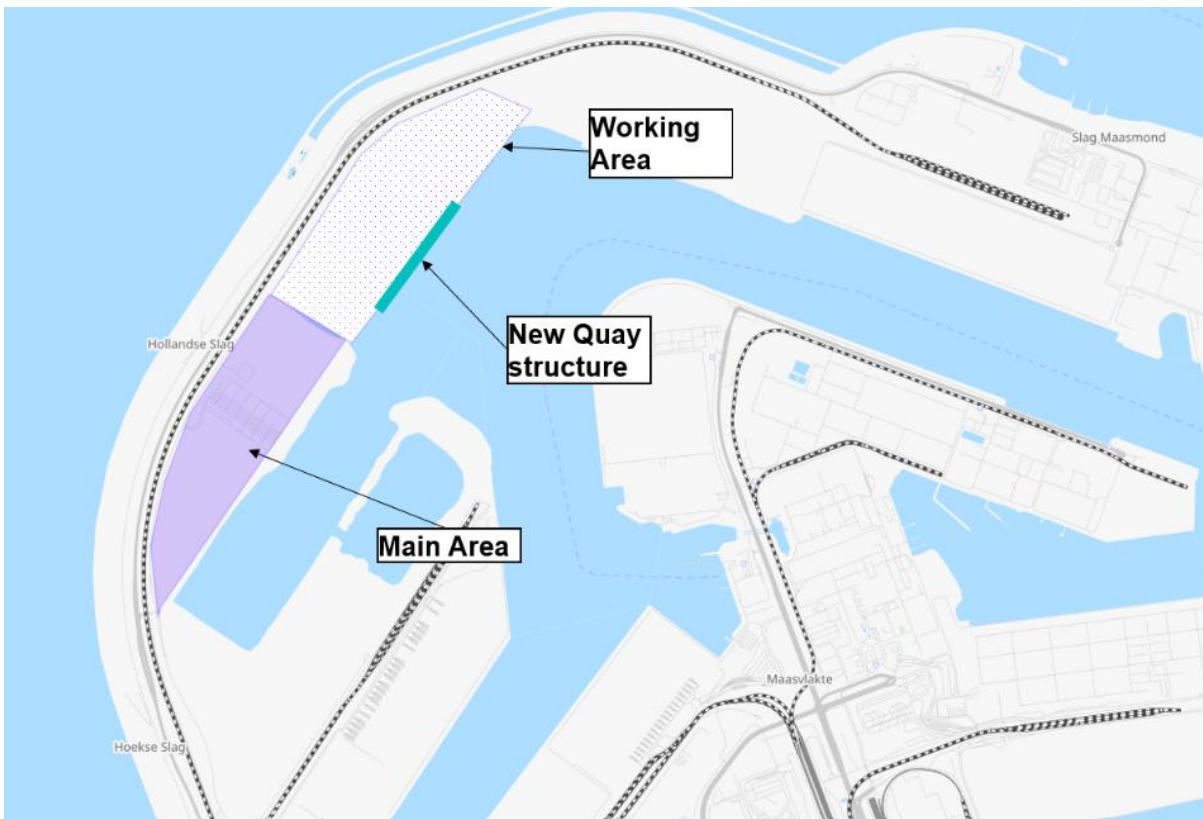 Working
Area
Slag Maasmond
New Quay
structure
Hollandse Slag
Main Area
Maasvlakte
Hoekse Slag